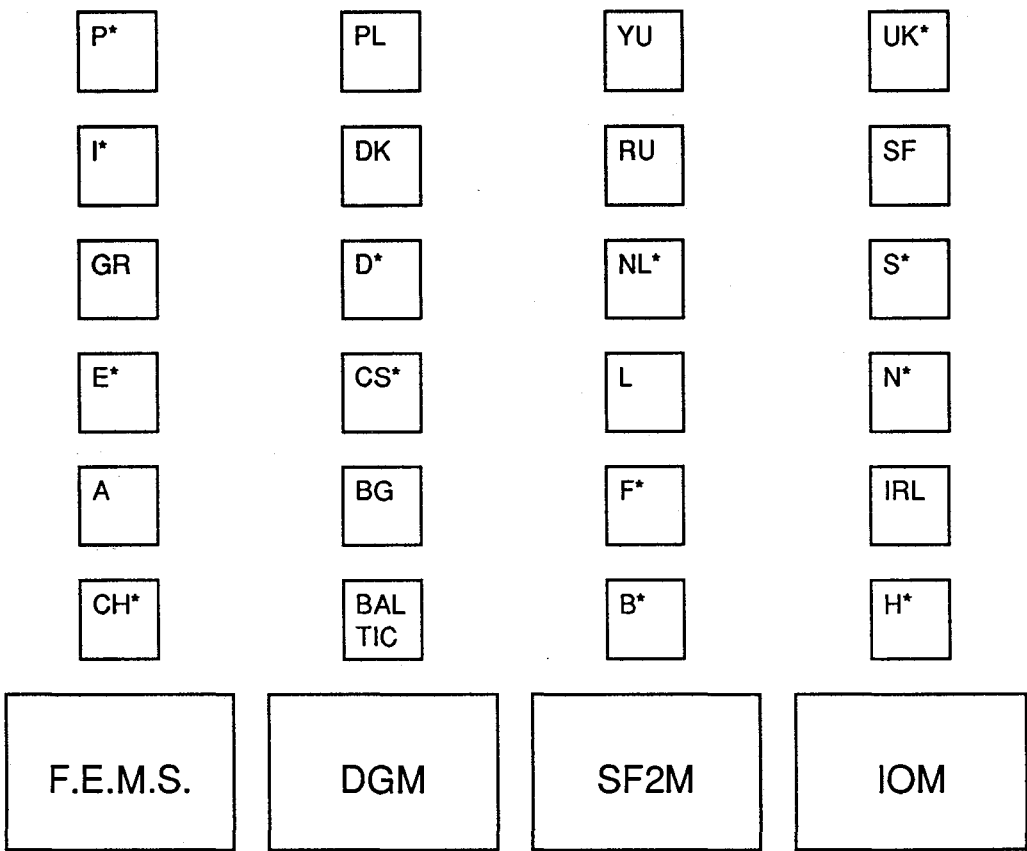 P* PL YU UK*
I* DK RU SF
GR D* NL* S*
E* CS* L N*
A BG F* IRL
CH* BAL
TIC B* H*
F.E.M.S. DGM SF2M IOM